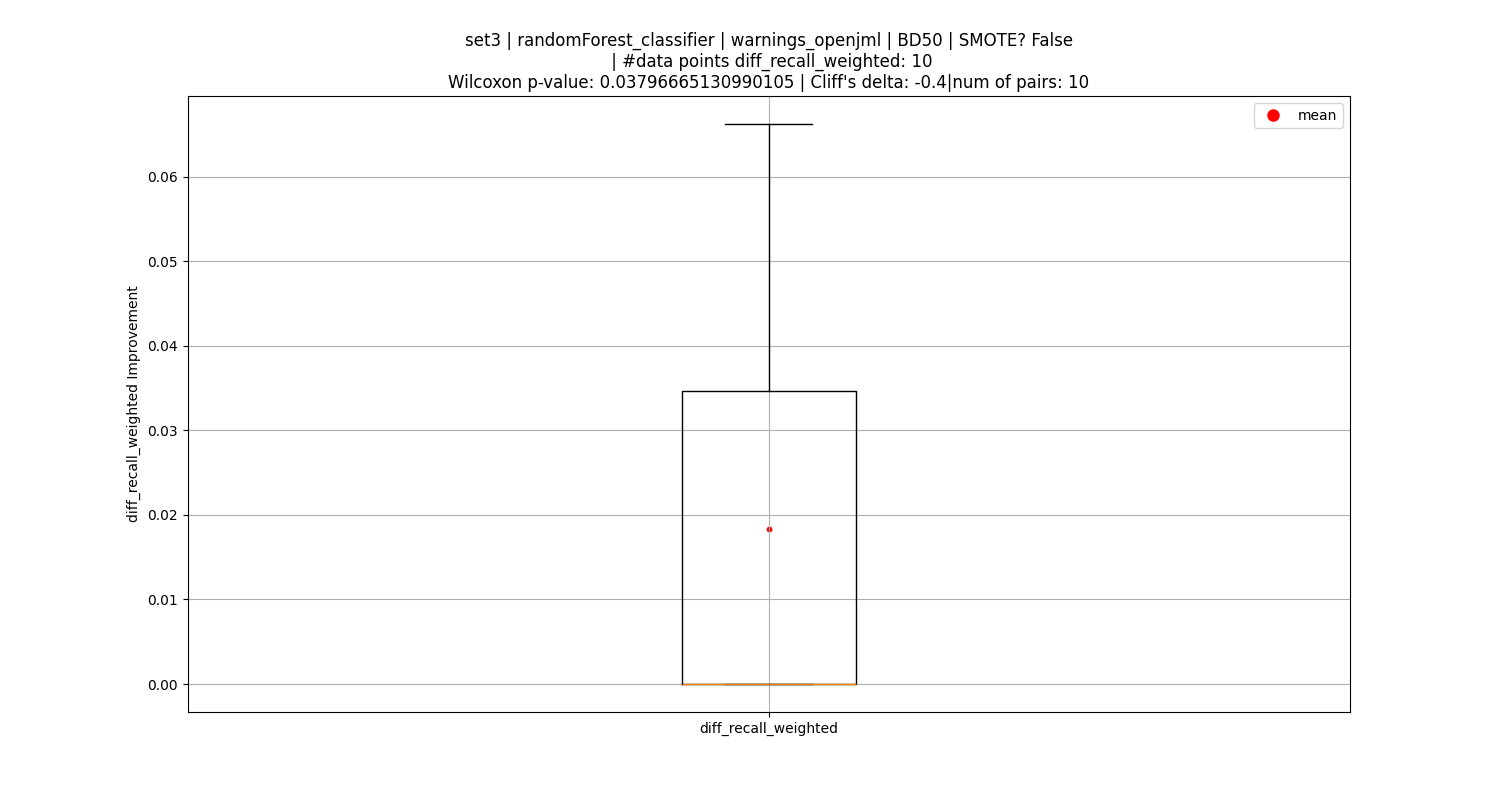 set3 | randomForest_classifier | warnings_openjml | BD50 | SMOTE? False
| #data points diff_recall_weighted: 10
Wilcoxon p-value: 0.03796665130990105 | Cliff's delta: -0.4|num of pairs: 10
mean
0.06
0.05
0.04
0.03
0.02
0.01
0.00
diff_recall_weighted Improvement
diff_recall_weighted